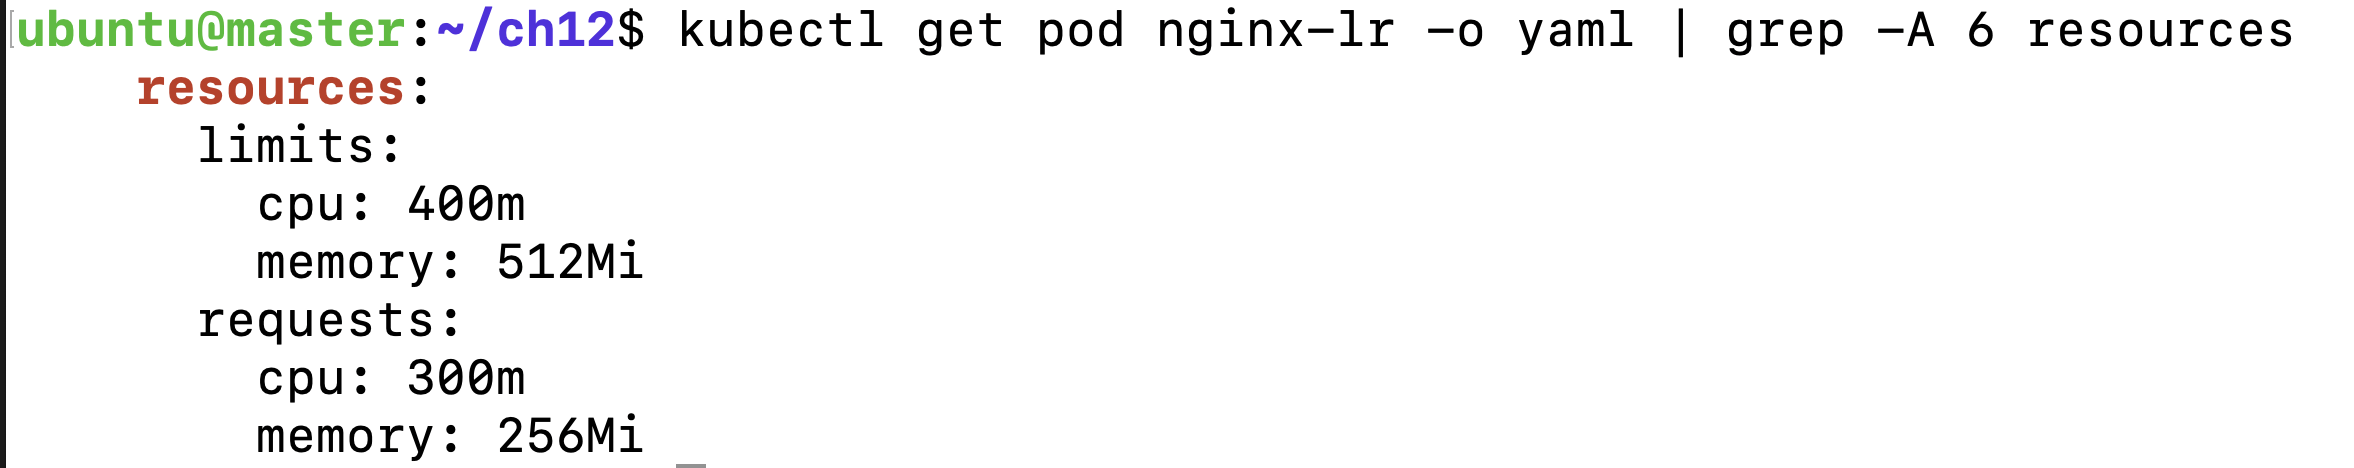 ubuntu@master:~/ch12$ kubectl get pod nginx-lr -o yaml | grep -A 6 resources
    resources:
      limits:
        cpu: 400m
        memory: 512Mi
      requests:
        cpu: 300m
        memory: 256Mi